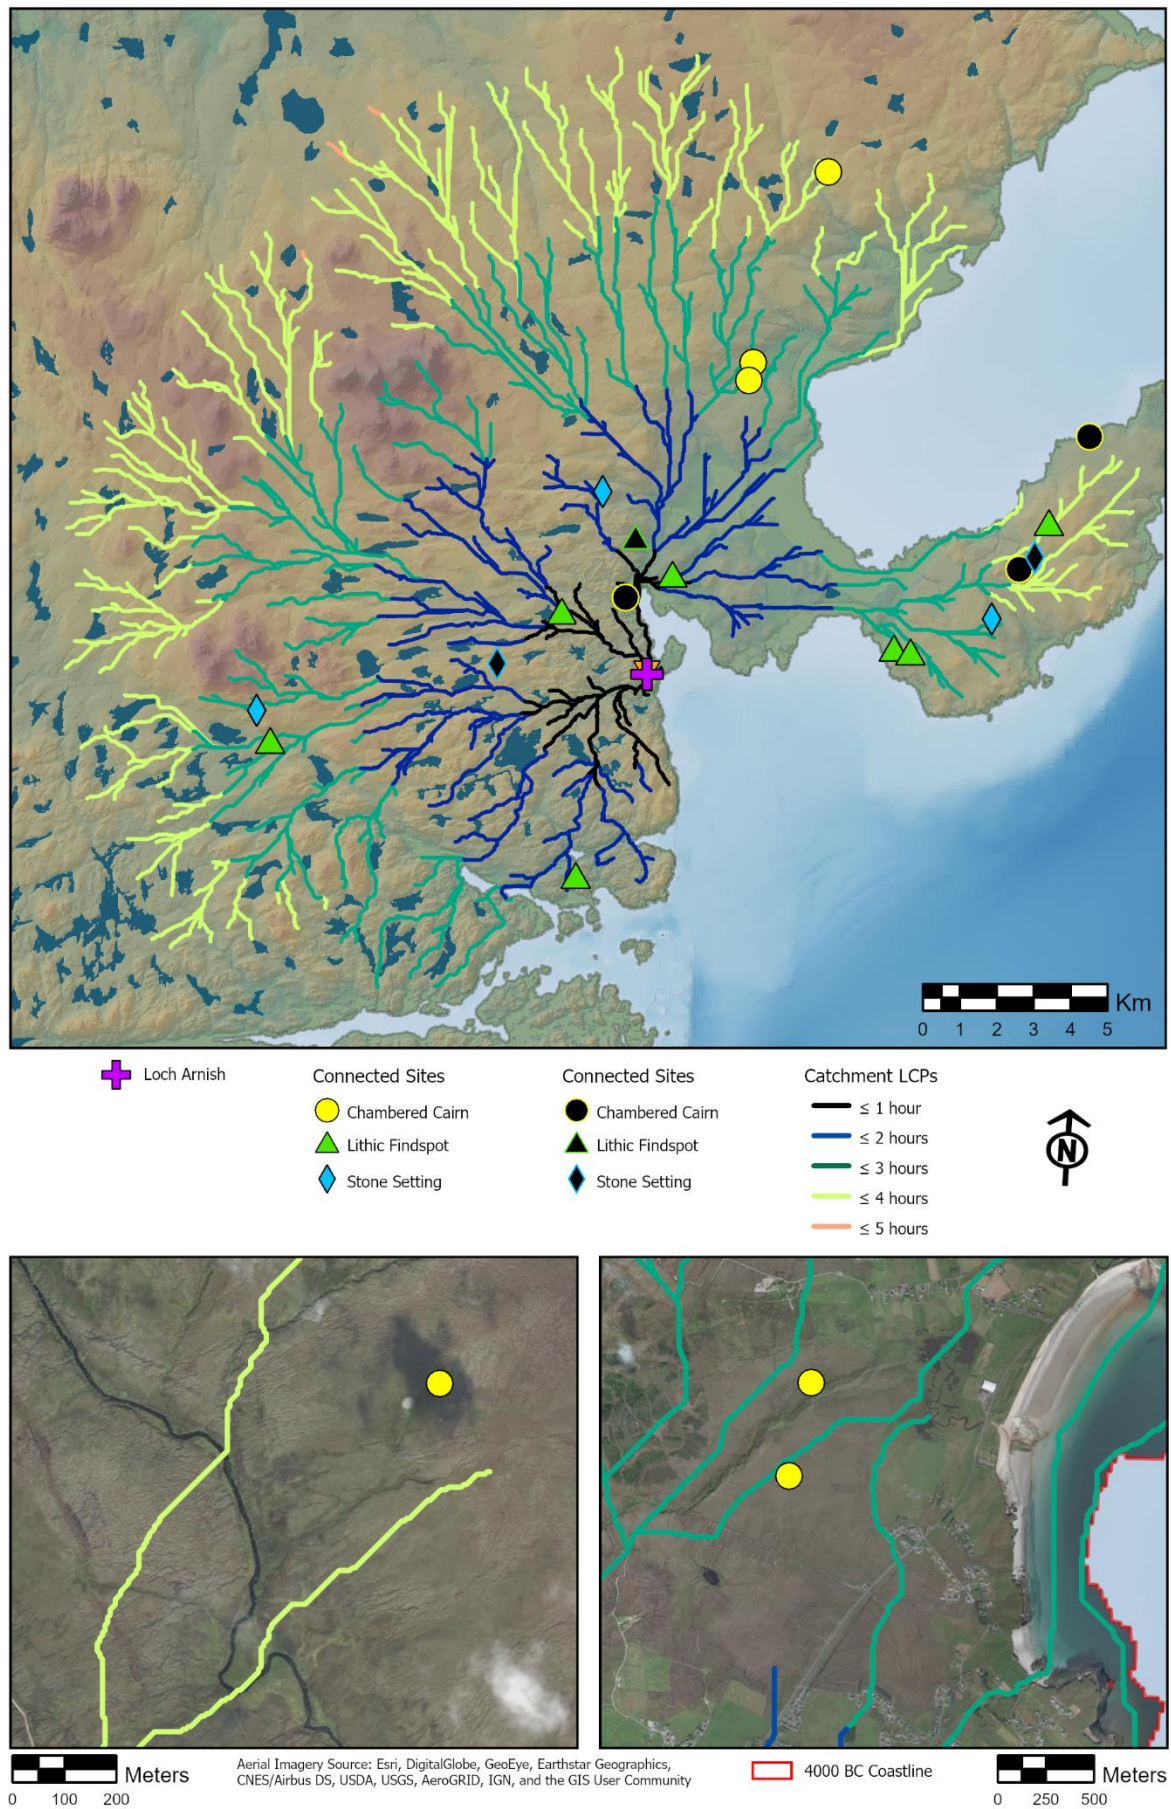 Km
0 1 2 3 4 5
Loch Arnish
Connected Sites
Chambered Cairn
Lithic Findspot
Stone Setting
Connected Sites
Chambered Cairn
Lithic Findspot
Stone Setting
Catchment LCPs
≤ 1 hour
≤ 2 hours
≤ 3 hours
≤ 4 hours
≤ 5 hours
N
Meters
0 100 200
Aerial Imagery Source: Esri, DigitalGlobe, GeoEye, Earthstar Geographics,
CNES/Airbus DS, USDA, USGS, AeroGRID, IGN, and the GIS User Community
4000 BC Coastline
Meters
0 250 500